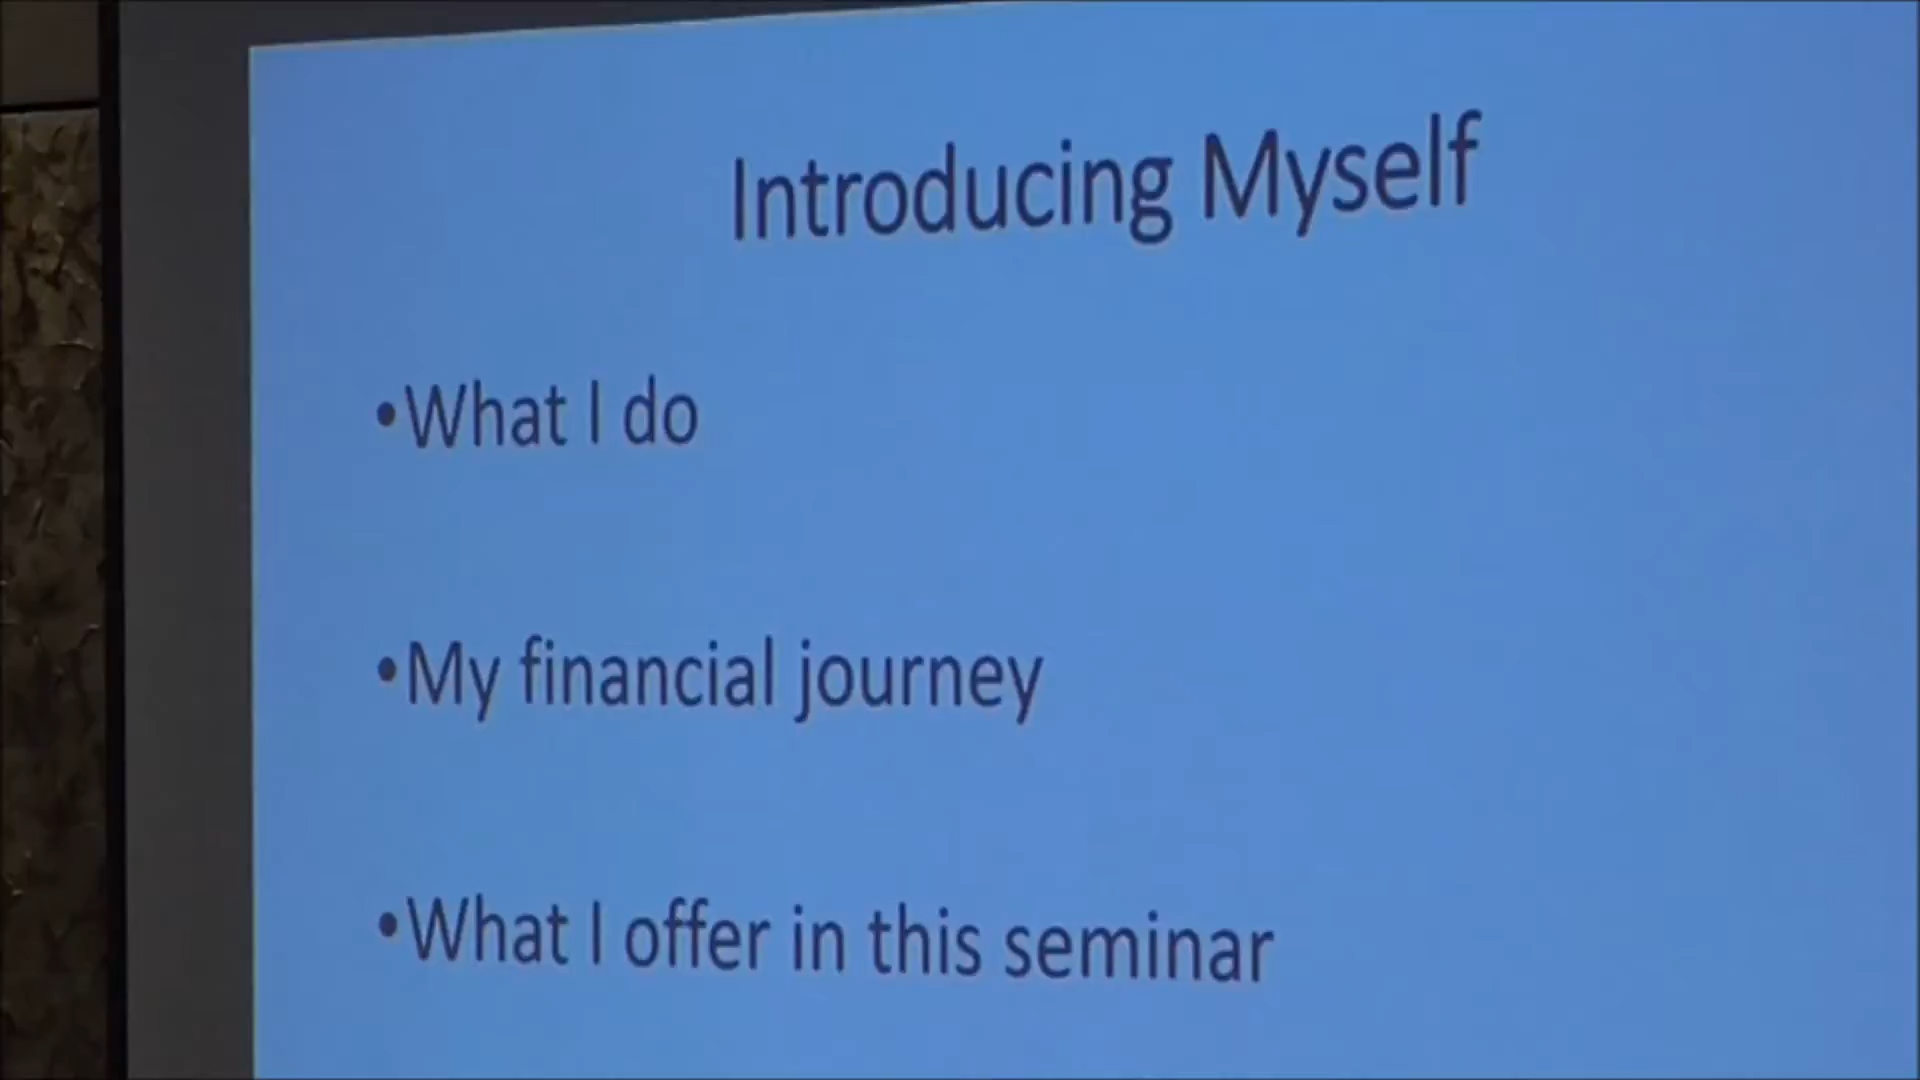 Introducing Myself
•What I do
•My financial journey
•What I offer in this seminar